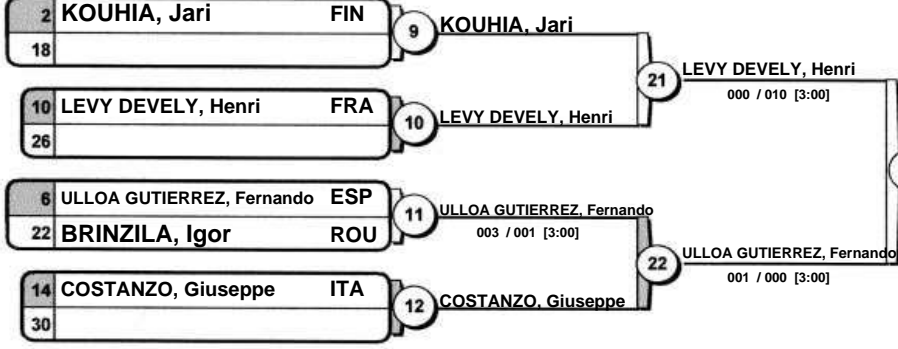 2 KOUHIA, Jari FIN
18
9
KOUHIA, Jari
10 LEVY DEVELY, Henri FRA
26
10
LEVY DEVELY, Henri
21
LEVY DEVELY, Henri
000 / 010 [3:00]
6 ULLOA GUTIERREZ, Fernando ESP
22 BRINZILA, Igor ROU
11
ULLOA GUTIERREZ, Fernando
003 / 001 [3:00]
14 COSTANZO, Giuseppe ITA
30
12
COSTANZO, Giuseppe
22
ULLOA GUTIERREZ, Fernando
001 / 000 [3:00]